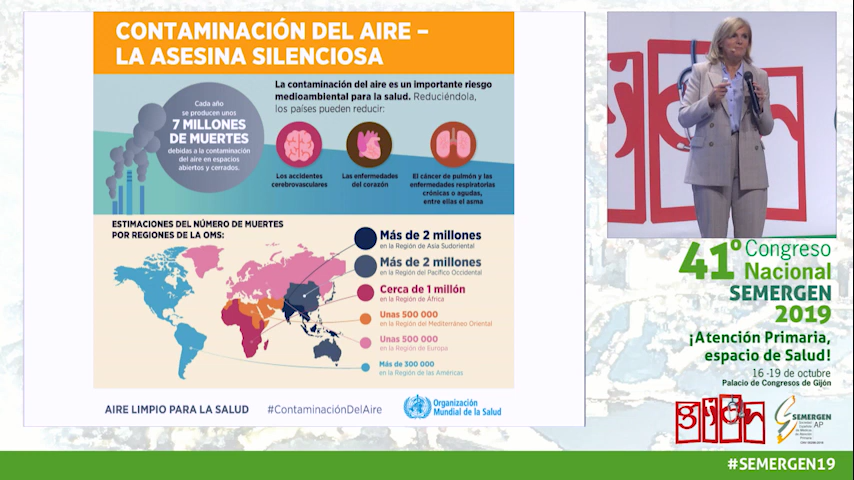 CONTAMINACIÓN DEL AIRE –
LA ASESINA SILENCIOSA
Cada año
se producen unos
7 MILLONES
DE MUERTES
debidas a la contaminación
del aire en espacios
abiertos y cerrados.
La contaminación del aire es un importante riesgo
medioambiental para la salud. Reduciéndola,
los países pueden reducir:
Los accidentes
cerebrovasculares
Las enfermedades
del corazón
El cáncer de pulmón y las
enfermedades respiratorias
crónicas o agudas,
entre ellas el asma
ESTIMACIONES DEL NÚMERO DE MUERTES
POR REGIONES DE LA OMS:
Más de 2 millones
en la Región de Asia Sudoriental
Más de 2 millones
en la Región del Pacífico Occidental
Cerca de 1 millón
en la Región de África
Unas 500 000
en la Región del Mediterráneo Oriental
Unas 500 000
en la Región de Europa
Más de 300 000
en la Región de las Américas
AIRE LIMPIO PARA LA SALUD
#ContaminaciónDelAire
Organización
Mundial de la Salud
41º Congreso
Nacional
SEMERGEN
2019
¡Atención Primaria,
espacio de Salud!
16 -19 de octubre
Palacio de Congresos de Gijón
gijón
SEMERGEN
AP
#SEMERGEN19